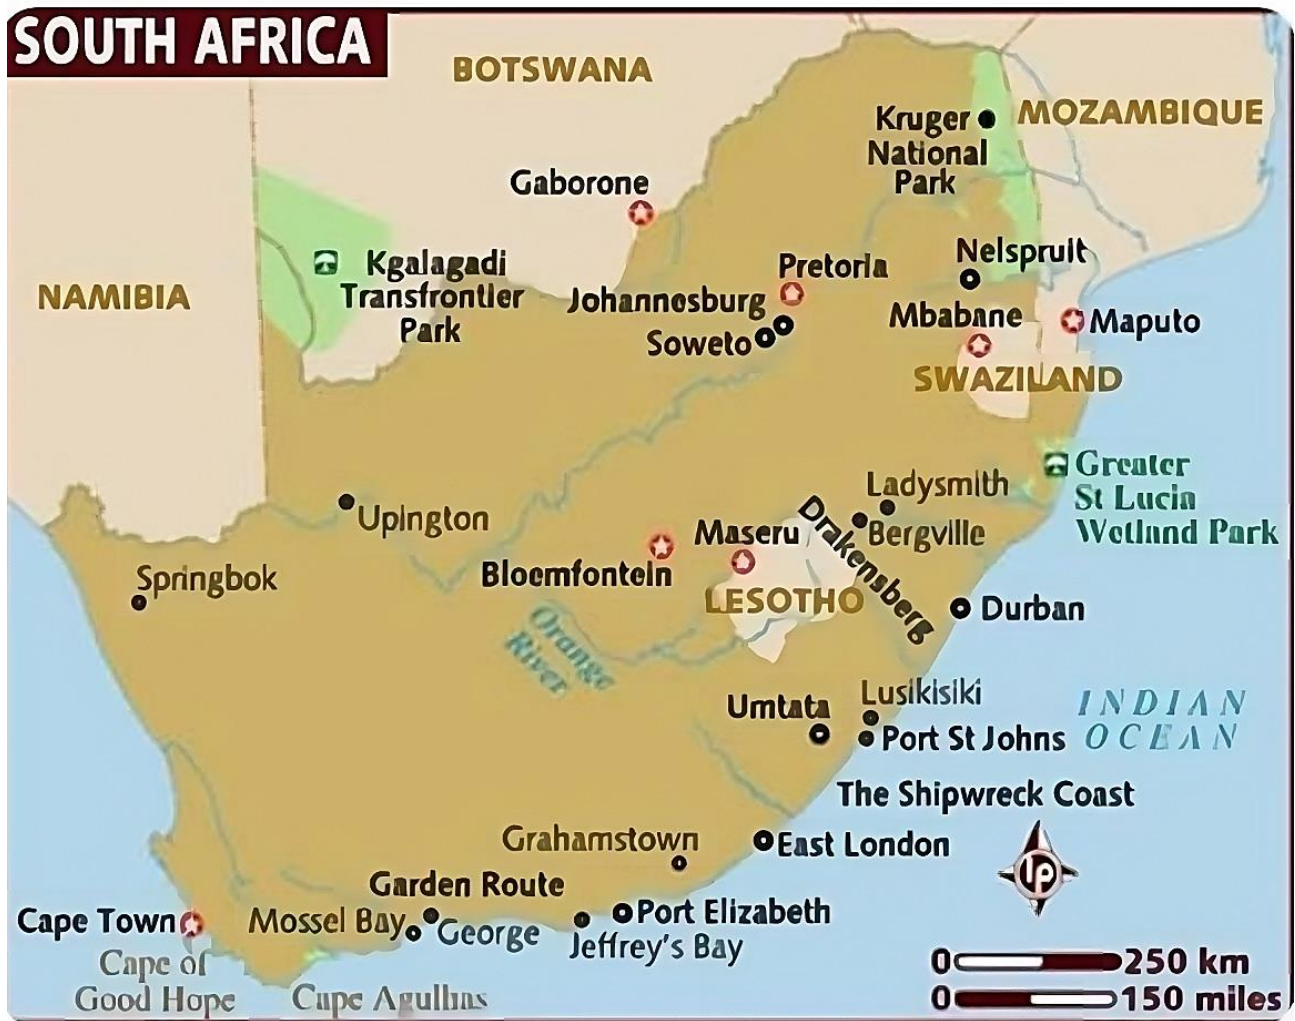 SOUTH AFRICA
BOTSWANA
MOZAMBIQUE
Kruger
National
Park
Gaborone
Kgalagadi
Transfrontier
Park
NAMIBIA
Pretoria
Nelspruit
Johannesburg
Soweto
Mbabane
Maputo
SWAZILAND
Greater
St Lucia
Wetland Park
Ladysmith
Bergville
Drakensberg
Upington
Maseru
Bloemfontein
LESOTHO
Springbok
Durban
Orange
River
Umtata
Lusikisiki
Port St Johns
INDIAN
OCEAN
The Shipwreck Coast
Grahamstown
East London
lp
Garden Route
Cape Town
Mossel Bay
George
Port Elizabeth
Jeffrey's Bay
Cape of
Good Hope
Cape Agulhas
0 250 km
0 150 miles